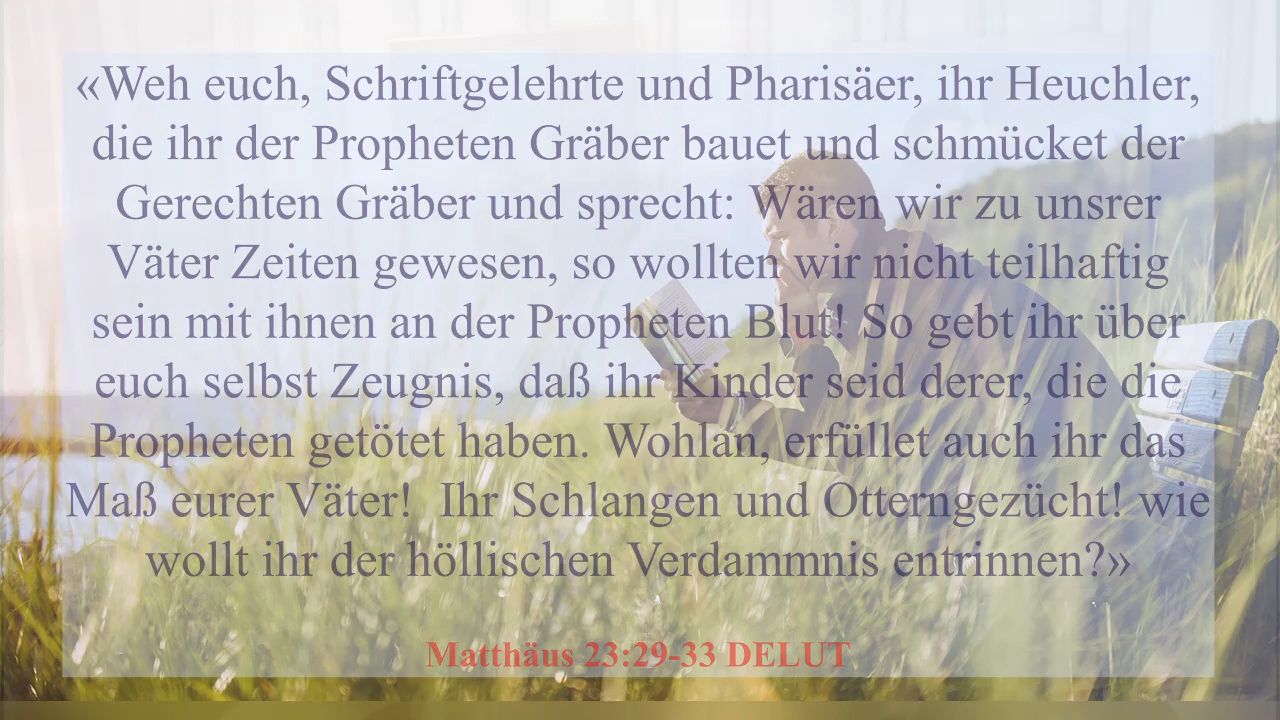 «Weh euch, Schriftgelehrte und Pharisäer, ihr Heuchler,
die ihr der Propheten Gräber bauet und schmücket der
Gerechten Gräber und sprecht: Wären wir zu unsrer
Väter Zeiten gewesen, so wollten wir nicht teilhaftig
sein mit ihnen an der Propheten Blut! So gebt ihr über
euch selbst Zeugnis, daß ihr Kinder seid derer, die die
Propheten getötet haben. Wohlan, erfüllet auch ihr das
Maß eurer Väter!  Ihr Schlangen und Otterngezücht! wie
wollt ihr der höllischen Verdammnis entrinnen?»
Matthäus 23:29-33 DELUT